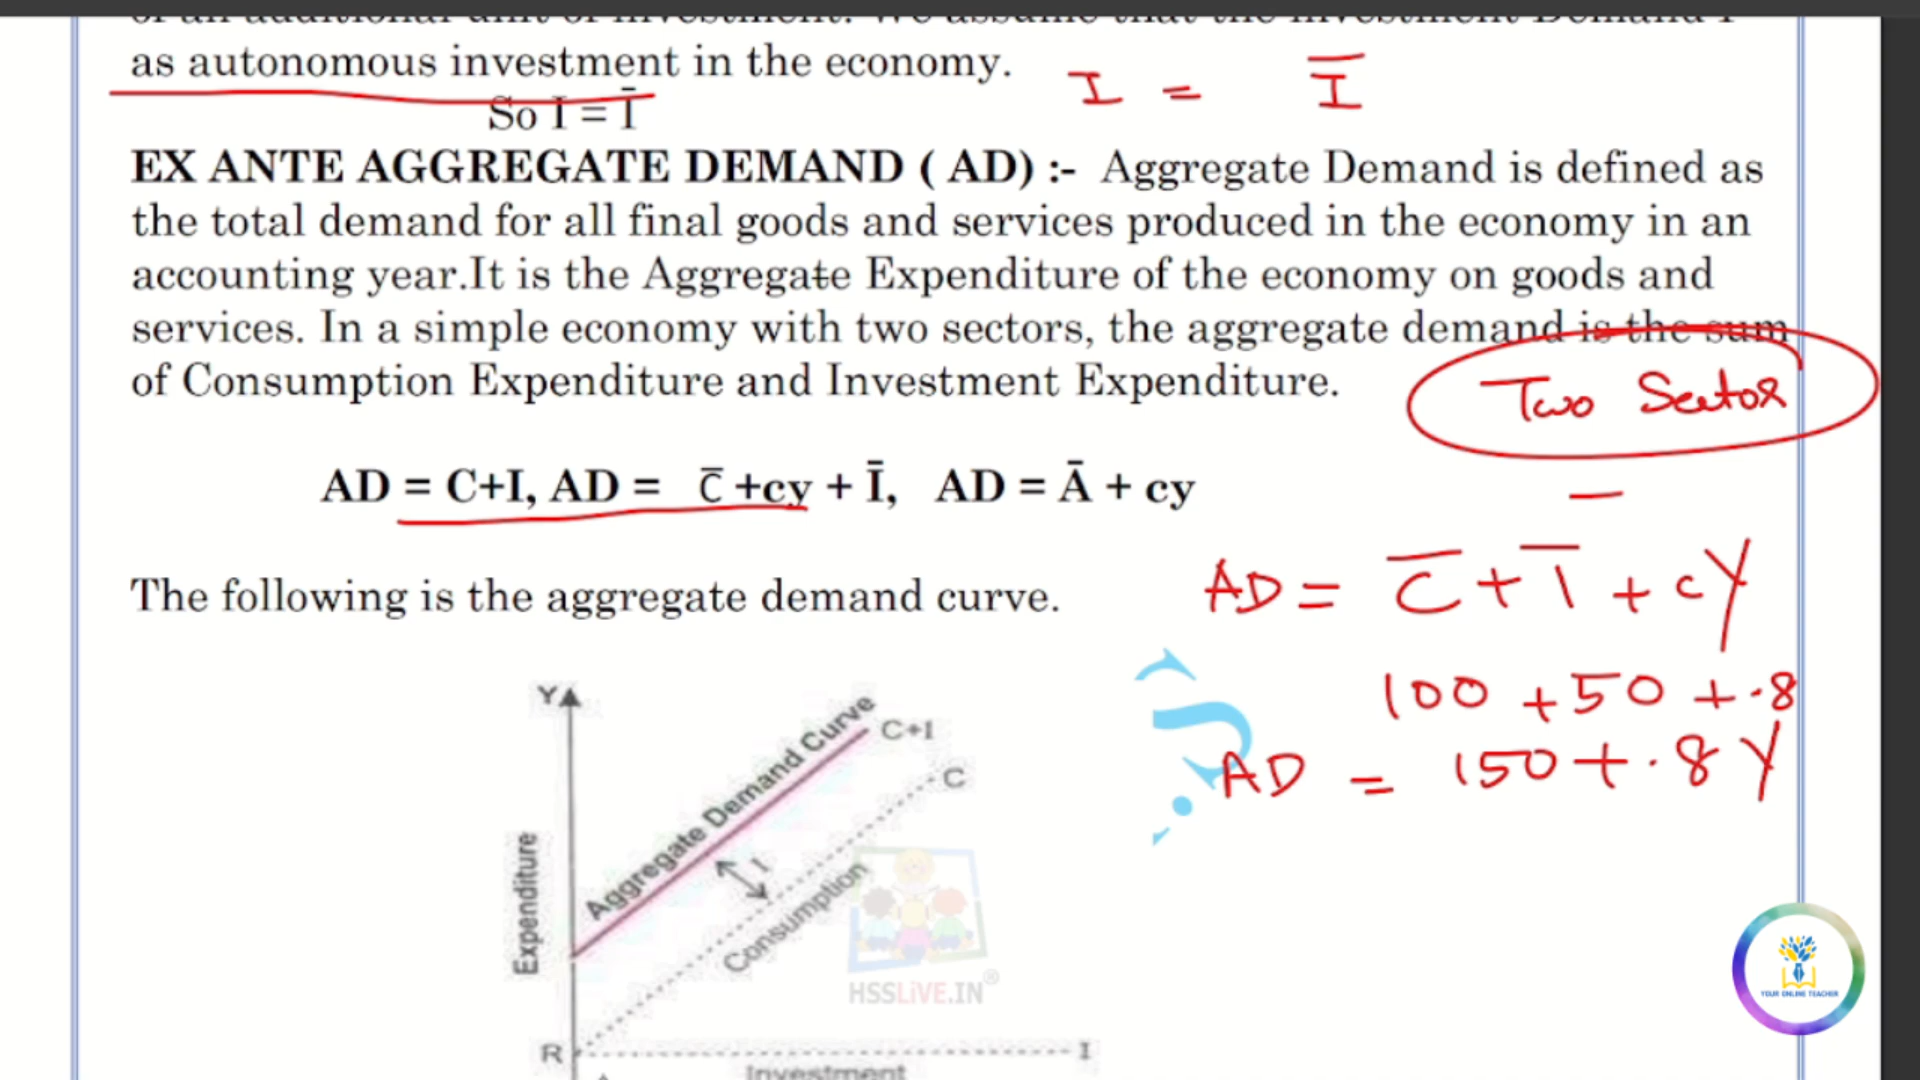 as autonomous investment in the economy.
I = Ī
So I = Ī
EX ANTE AGGREGATE DEMAND ( AD) :- Aggregate Demand is defined as
the total demand for all final goods and services produced in the economy in an
accounting year.It is the Aggregate Expenditure of the economy on goods and
services. In a simple economy with two sectors, the aggregate demand is the sum
of Consumption Expenditure and Investment Expenditure.
Two Sector
AD = C+I, AD = C̅ +cy + Ī, AD = Ā + cy
AD = C̅ + Ī + cY
The following is the aggregate demand curve.
100 + 50 + .8
AD = 150 + .8 Y
Y
Aggregate Demand Curve
C+I
C
I
Expenditure
Consumption
HSSLiVE.IN®
YOUR ONLINE TEACHER
R
I
Investment